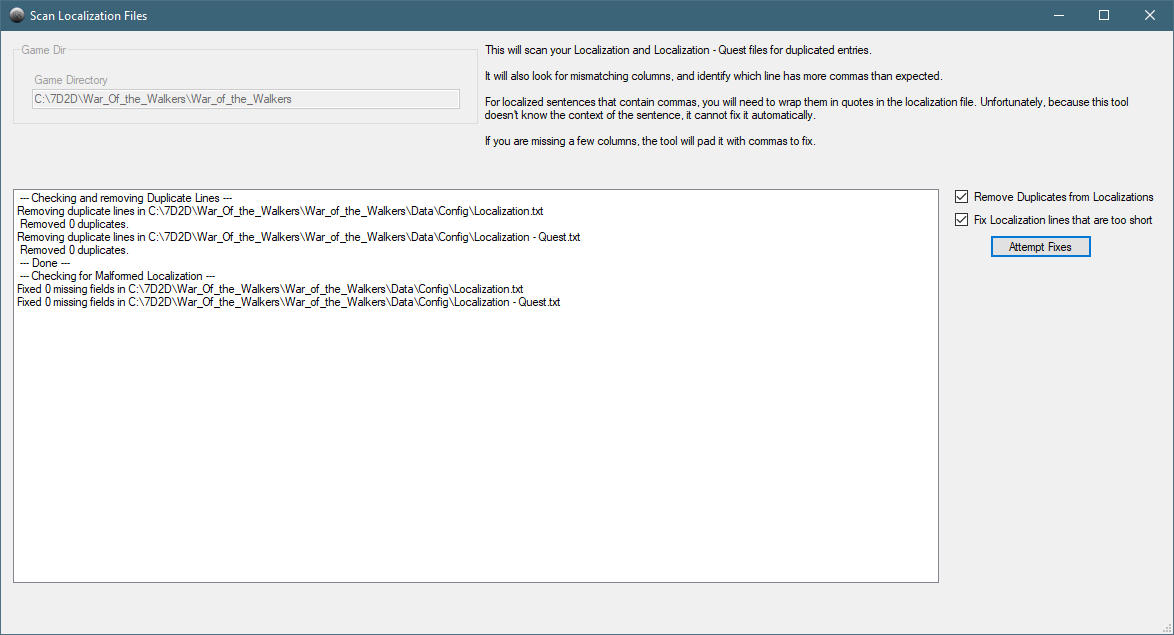 Scan Localization Files
Game Dir
Game Directory
C:\7D2D\War_Of_the_Walkers\War_of_the_Walkers
This will scan your Localization and Localization - Quest files for duplicated entries.
It will also look for mismatching columns, and identify which line has more commas than expected.
For localized sentences that contain commas, you will need to wrap them in quotes in the localization file. Unfortunately, because this tool
doesn't know the context of the sentence, it cannot fix it automatically.
If you are missing a few columns, the tool will pad it with commas to fix.
--- Checking and removing Duplicate Lines ---
Removing duplicate lines in C:\7D2D\War_Of_the_Walkers\War_of_the_Walkers\Data\Config\Localization.txt
Removed 0 duplicates.
Removing duplicate lines in C:\7D2D\War_Of_the_Walkers\War_of_the_Walkers\Data\Config\Localization - Quest.txt
Removed 0 duplicates.
--- Done ---
--- Checking for Malformed Localization ---
Fixed 0 missing fields in C:\7D2D\War_Of_the_Walkers\War_of_the_Walkers\Data\Config\Localization.txt
Fixed 0 missing fields in C:\7D2D\War_Of_the_Walkers\War_of_the_Walkers\Data\Config\Localization - Quest.txt
Remove Duplicates from Localizations
Fix Localization lines that are too short
Attempt Fixes